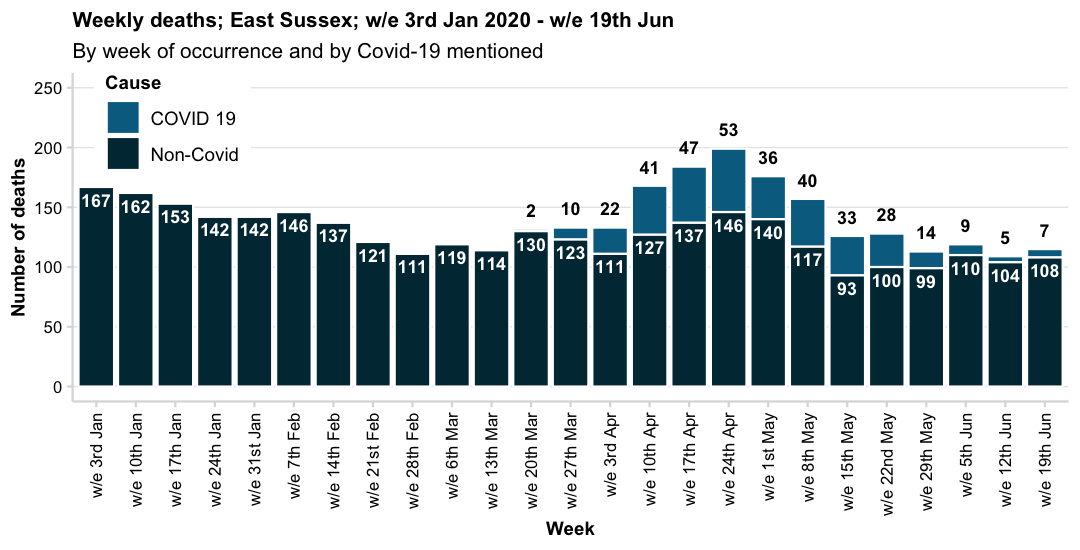 Weekly deaths; East Sussex; w/e 3rd Jan 2020 - w/e 19th Jun
By week of occurrence and by Covid-19 mentioned
Cause
COVID 19
Non-Covid
Number of deaths
250
200
150
100
50
0
2 10 22 41 47 53 36 40 33 28 14 9 5 7
167 162 153 142 142 146 137 121 111 119 114 130 123 111 127 137 146 140 117 93 100 99 110 104 108
w/e 3rd Jan
w/e 10th Jan
w/e 17th Jan
w/e 24th Jan
w/e 31st Jan
w/e 7th Feb
w/e 14th Feb
w/e 21st Feb
w/e 28th Feb
w/e 6th Mar
w/e 13th Mar
w/e 20th Mar
w/e 27th Mar
w/e 3rd Apr
w/e 10th Apr
w/e 17th Apr
w/e 24th Apr
w/e 1st May
w/e 8th May
w/e 15th May
w/e 22nd May
w/e 29th May
w/e 5th Jun
w/e 12th Jun
w/e 19th Jun
Week